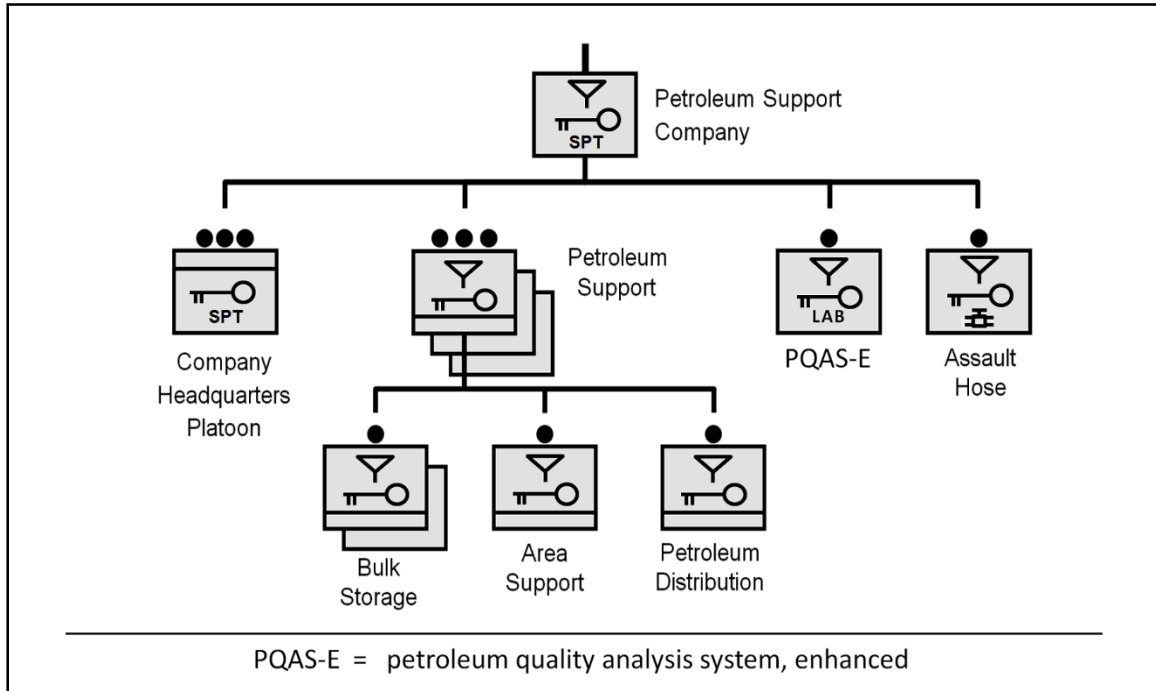 Petroleum Support
Company
SPT
SPT
Company
Headquarters
Platoon
Petroleum
Support
LAB
PQAS-E
Assault
Hose
Bulk
Storage
Area
Support
Petroleum
Distribution
PQAS-E = petroleum quality analysis system, enhanced